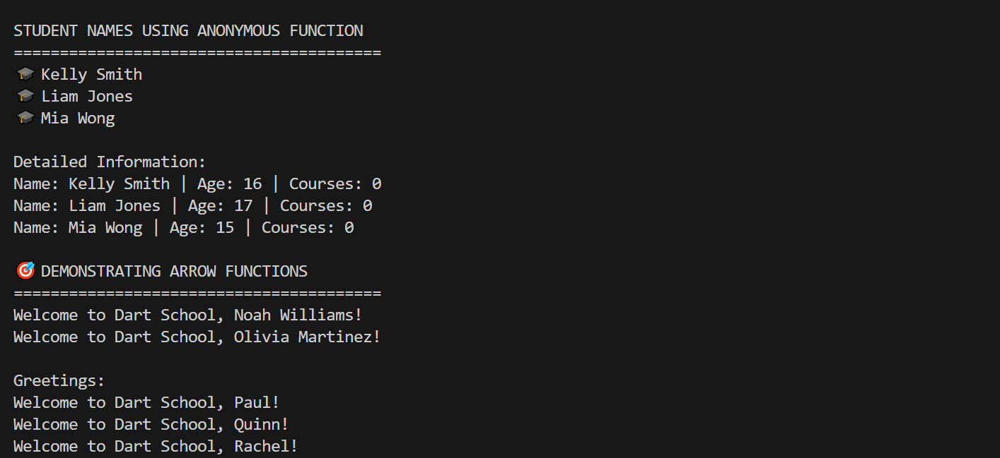 STUDENT NAMES USING ANONYMOUS FUNCTION
========================================
🎓 Kelly Smith
🎓 Liam Jones
🎓 Mia Wong
Detailed Information:
Name: Kelly Smith | Age: 16 | Courses: 0
Name: Liam Jones | Age: 17 | Courses: 0
Name: Mia Wong | Age: 15 | Courses: 0
🎯 DEMONSTRATING ARROW FUNCTIONS
========================================
Welcome to Dart School, Noah Williams!
Welcome to Dart School, Olivia Martinez!
Greetings:
Welcome to Dart School, Paul!
Welcome to Dart School, Quinn!
Welcome to Dart School, Rachel!